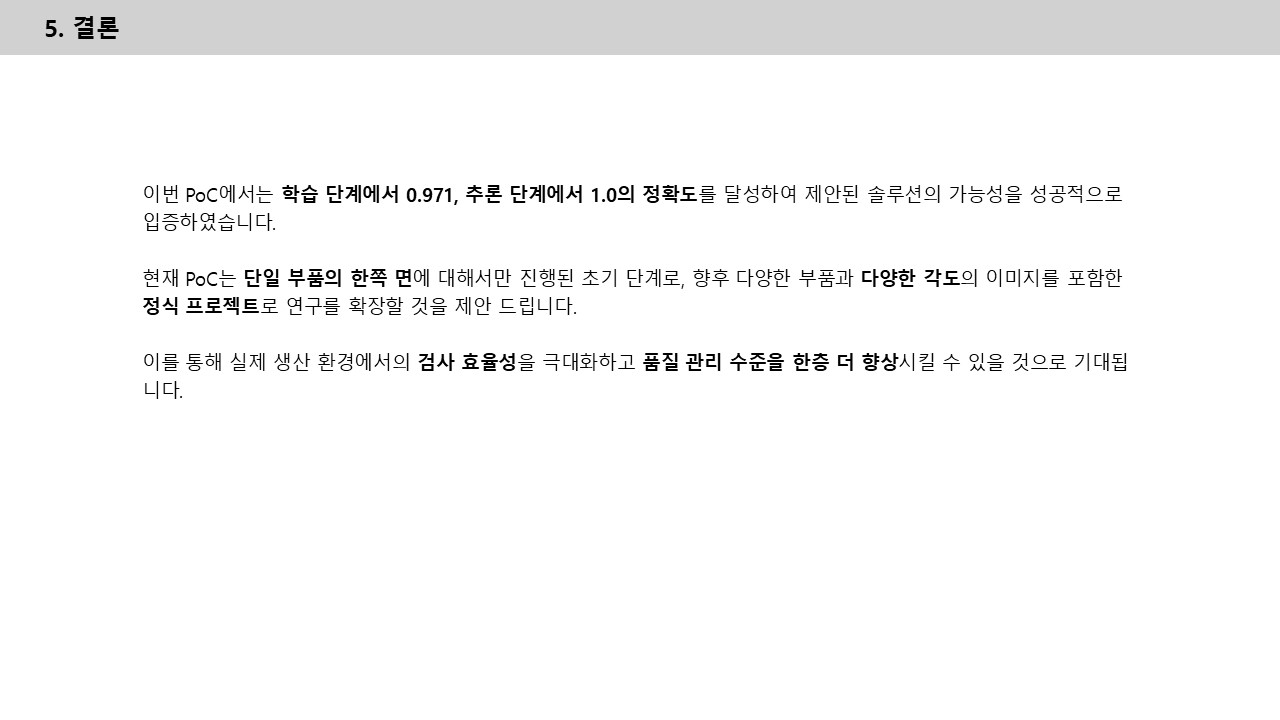 5. 결론
이번 PoC에서는 학습 단계에서 0.971, 추론 단계에서 1.0의 정확도를 달성하여 제안된 솔루션의 가능성을 성공적으로
입증하였습니다.
현재 PoC는 단일 부품의 한쪽 면에 대해서만 진행된 초기 단계로, 향후 다양한 부품과 다양한 각도의 이미지를 포함한
정식 프로젝트로 연구를 확장할 것을 제안 드립니다.
이를 통해 실제 생산 환경에서의 검사 효율성을 극대화하고 품질 관리 수준을 한층 더 향상시킬 수 있을 것으로 기대됩
니다.